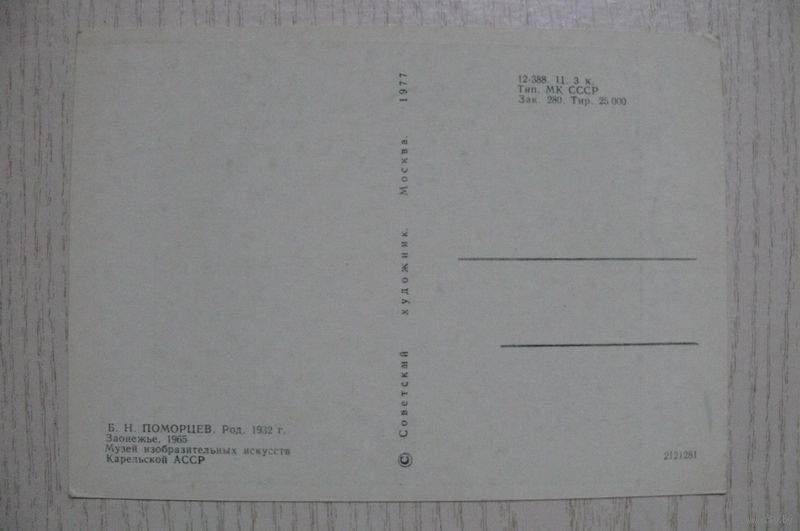 12-388. 11. 3 к.
Тип. МК СССР
Зак. 280. Тир. 25 000
© Советский художник. Москва. 1977
Б. Н. ПОМОРЦЕВ. Род. 1932 г.
Заонежье, 1965
Музей изобразительных искусств
Карельской АССР
2121281